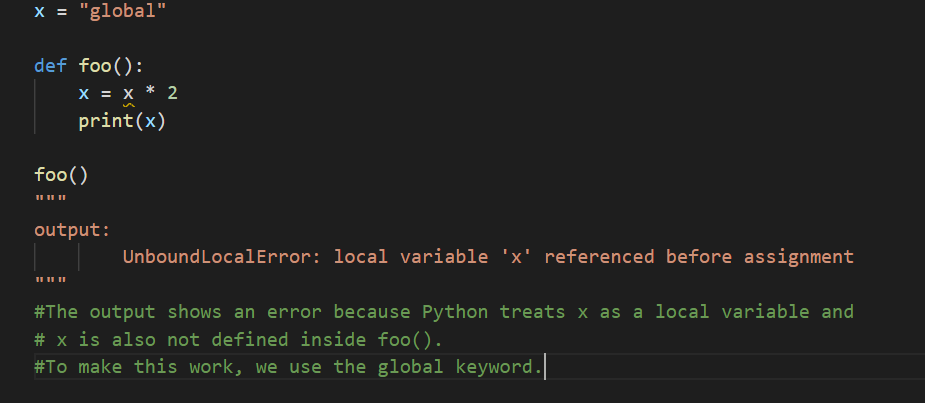 x = "global"
def foo():
    x = x * 2
    print(x)
foo()
"""
output:
        UnboundLocalError: local variable 'x' referenced before assignment
"""
#The output shows an error because Python treats x as a local variable and
# x is also not defined inside foo().
#To make this work, we use the global keyword.